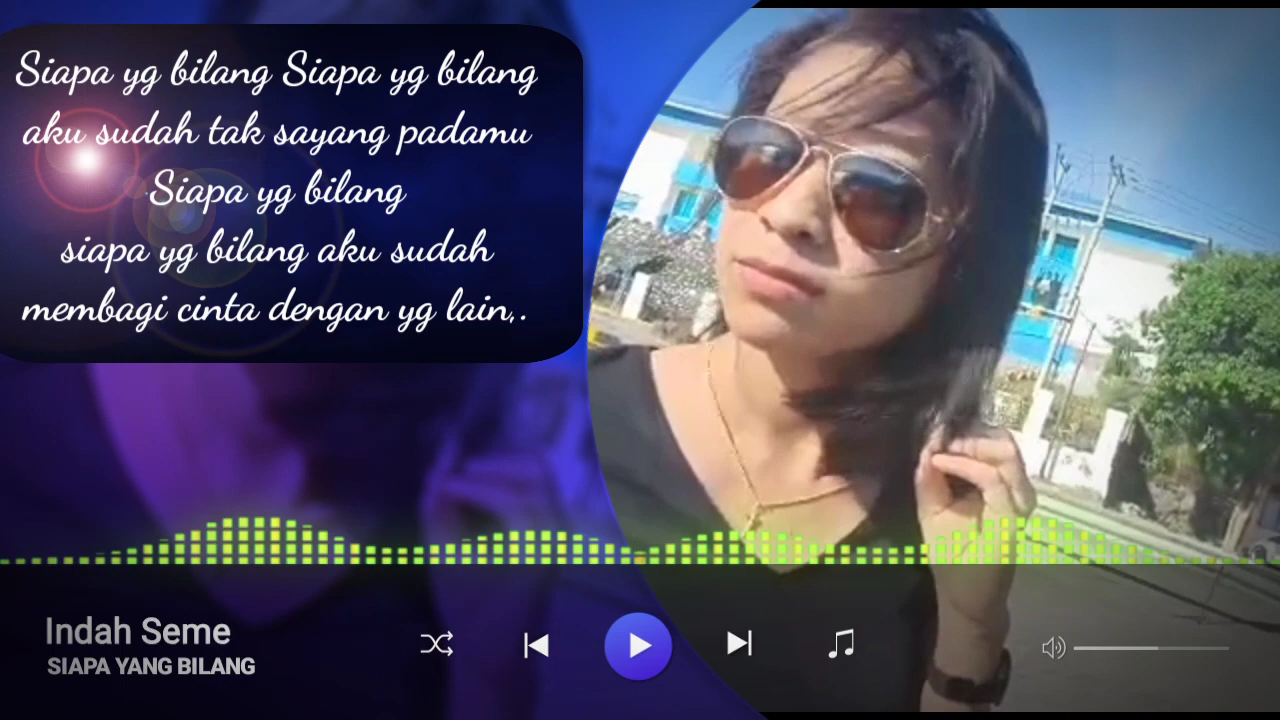 Siapa yg bilang Siapa yg bilang
aku sudah tak sayang padamu
Siapa yg bilang
siapa yg bilang aku sudah
membagi cinta dengan yg lain,.
Indah Seme
SIAPA YANG BILANG